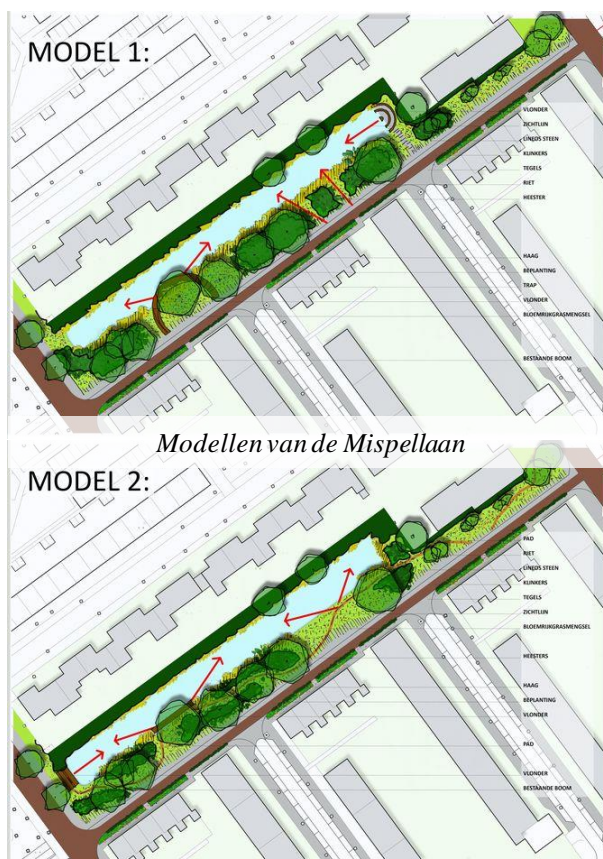 MODEL 1:
VLONDER
ZICHTLIJN
LINEDS STEEN
KLINKERS
TEGELS
RIET
HEESTER
HAAG
BEPLANTING
TRAP
VLONDER
BLOEMRIJKGRASMENGSEL
BESTAANDE BOOM
Modellen van de Mispellaan
MODEL 2:
PAD
RIET
LINEDS STEEN
KLINKERS
TEGELS
ZICHTLIJN
BLOEMRIJKGRASMENGSEL
HEESTERS
HAAG
BEPLANTING
VLONDER
PAD
VLONDER
BESTAANDE BOOM